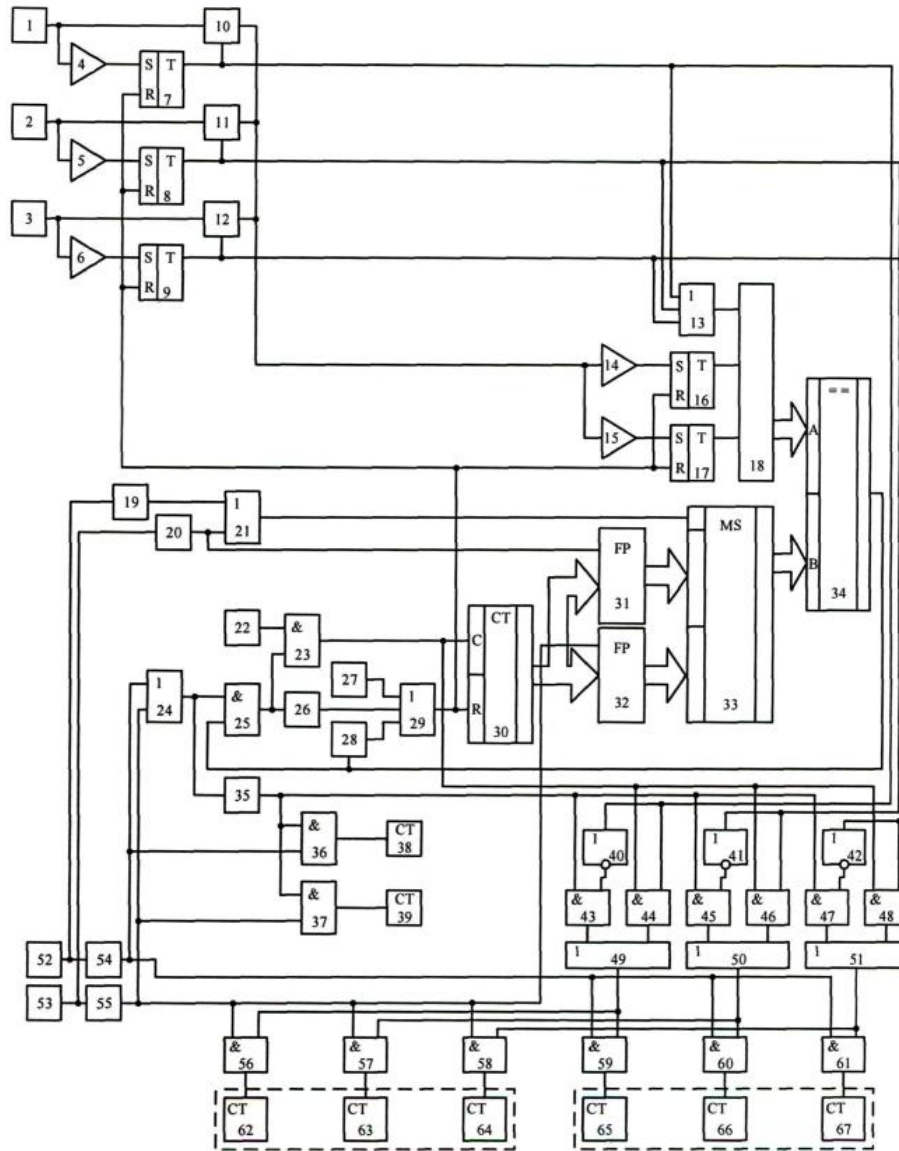 1 10
4 S T
R 7
2 11
5 S T
R 8
3 12
6 S T
R 9
1
13
14 S T
R 16
15 S T
R 17
18
= =
A
B
34
19 1
20 21
MS
33
FP
31
FP
32
22 &
23
CT
C
R
30
27
1
24
&
25
26
1
29
28
35
&
36
CT
38
&
37
CT
39
1
40
1
41
1
42
&
43
&
44
&
45
&
46
&
47
&
48
1 49
1 50
1 51
52 54
53 55
&
56
&
57
&
58
&
59
&
60
&
61
CT
62
CT
63
CT
64
CT
65
CT
66
CT
67